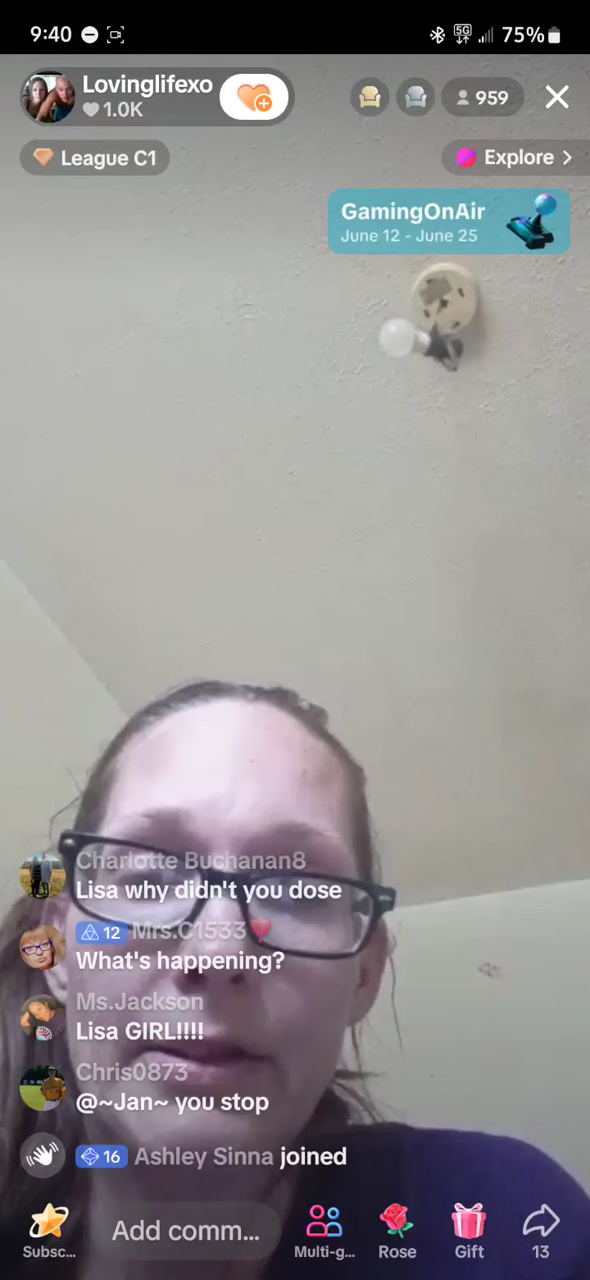 9:40
5G
75%
Lovinglifexo
1.0K
959
League C1
Explore >
GamingOnAir
June 12 - June 25
Charlotte Buchanan8
Lisa why didn't you dose
12 Mrs.C1533❤️
What's happening?
Ms.Jackson
Lisa GIRL!!!!
Chris0873
@~Jan~ you stop
16 Ashley Sinna joined
Add comm...
Subsc...
Multi-g...
Rose
Gift
13